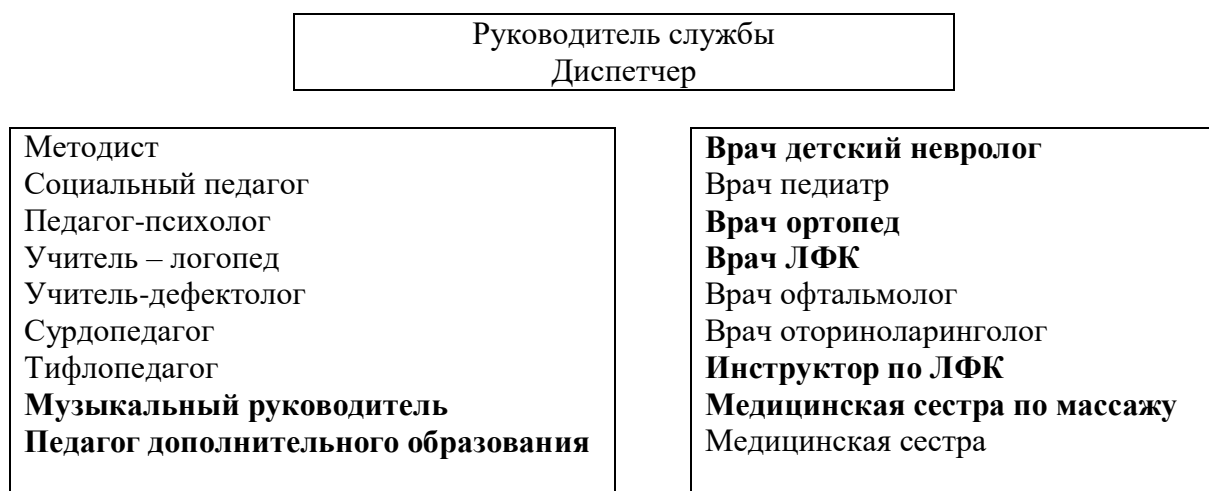 Руководитель службы
Диспетчер
Методист
Социальный педагог
Педагог-психолог
Учитель – логопед
Учитель-дефектолог
Сурдопедагог
Тифлопедагог
Музыкальный руководитель
Педагог дополнительного образования
Врач детский невролог
Врач педиатр
Врач ортопед
Врач ЛФК
Врач офтальмолог
Врач оториноларинголог
Инструктор по ЛФК
Медицинская сестра по массажу
Медицинская сестра